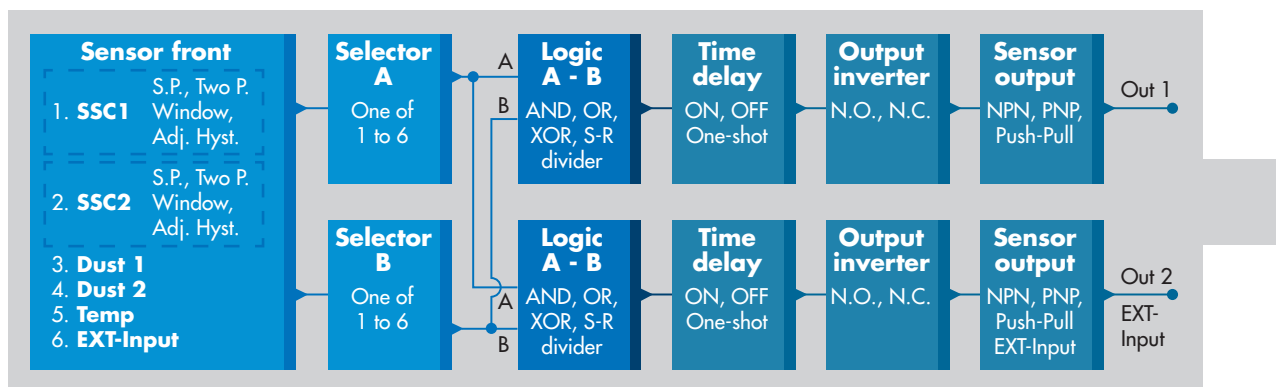 Sensor front
1. SSC1
S.P., Two P.
Window,
Adj. Hyst.
2. SSC2
S.P., Two P.
Window,
Adj. Hyst.
3. Dust 1
4. Dust 2
5. Temp
6. EXT-Input
Selector
A
One of
1 to 6
A
B
Logic
A - B
AND, OR,
XOR, S-R
divider
Time
delay
ON, OFF
One-shot
Output
inverter
N.O., N.C.
Sensor
output
NPN, PNP,
Push-Pull
Out 1
Selector
B
One of
1 to 6
A
B
Logic
A - B
AND, OR,
XOR, S-R
divider
Time
delay
ON, OFF
One-shot
Output
inverter
N.O., N.C.
Sensor
output
NPN, PNP,
Push-Pull
EXT-Input
Out 2
EXT-
Input